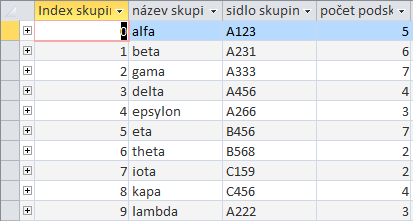 Index skupin název skupi sidlo skupin počet podsk
0 alfa A123 5
1 beta A231 6
2 gama A333 7
3 delta A456 4
4 epsylon A266 3
5 eta B456 7
6 theta B568 2
7 iota C159 2
8 kapa C456 4
9 lambda A222 3